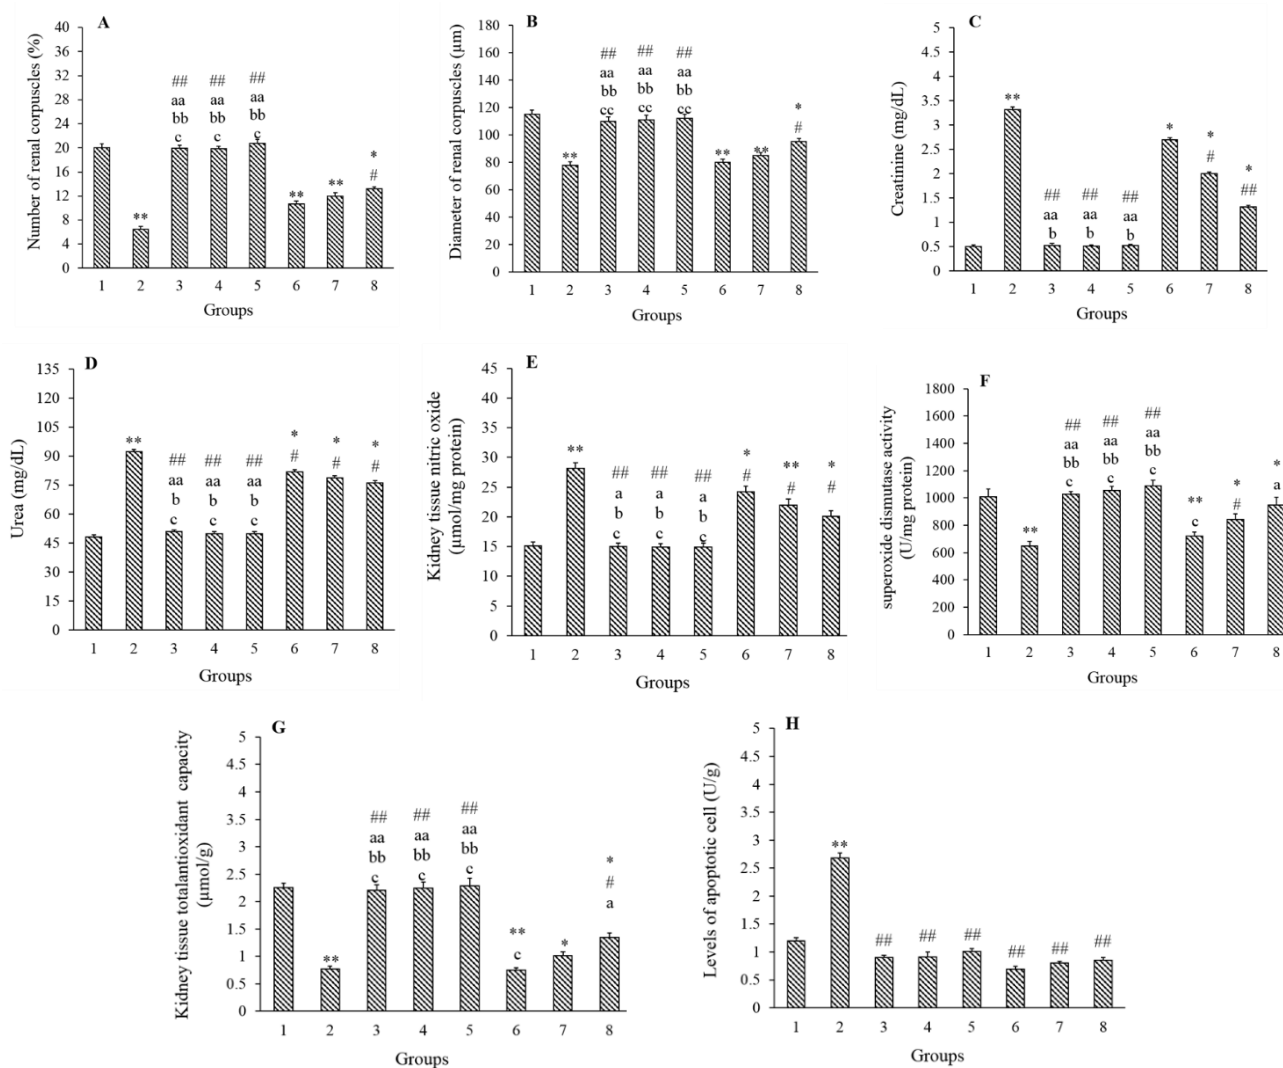 A
Number of renal corpuscles (%)
40
36
32
28
24
20
16
12
8
4
0
**
##
aa
bb
c
##
aa
bb
c
##
aa
bb
c
**
**
*
#
1 2 3 4 5 6 7 8
Groups
B
Diameter of renal corpuscles (μm)
180
160
140
120
100
80
60
40
20
0
**
##
aa
bb
cc
##
aa
bb
cc
##
aa
bb
cc
**
**
*
#
1 2 3 4 5 6 7 8
Groups
C
Creatinine (mg/dL)
5
4.5
4
3.5
3
2.5
2
1.5
1
0.5
0
**
##
aa
b
##
aa
b
##
aa
b
*
*
#
*
##
1 2 3 4 5 6 7 8
Groups
D
Urea (mg/dL)
135
120
105
90
75
60
45
30
15
0
**
##
aa
b
c
##
aa
b
c
##
aa
b
c
*
#
*
#
*
#
1 2 3 4 5 6 7 8
Groups
E
Kidney tissue nitric oxide
(μmol/mg protein)
45
40
35
30
25
20
15
10
5
0
**
##
a
b
c
##
a
b
c
##
a
b
c
*
#
**
#
*
#
1 2 3 4 5 6 7 8
Groups
F
superoxide dismutase activity
(U/mg protein)
1800
1600
1400
1200
1000
800
600
400
200
0
**
##
aa
bb
c
##
aa
bb
c
##
aa
bb
c
**
c
*
#
*
a
1 2 3 4 5 6 7 8
Groups
G
Kidney tissue totalantioxidant capacity
(μmol/g)
5
4.5
4
3.5
3
2.5
2
1.5
1
0.5
0
**
##
aa
bb
c
##
aa
bb
c
##
aa
bb
c
**
c
*
*
#
a
1 2 3 4 5 6 7 8
Groups
H
Levels of apoptotic cell (U/g)
5
4.5
4
3.5
3
2.5
2
1.5
1
0.5
0
**
##
##
##
##
##
##
1 2 3 4 5 6 7 8
Groups